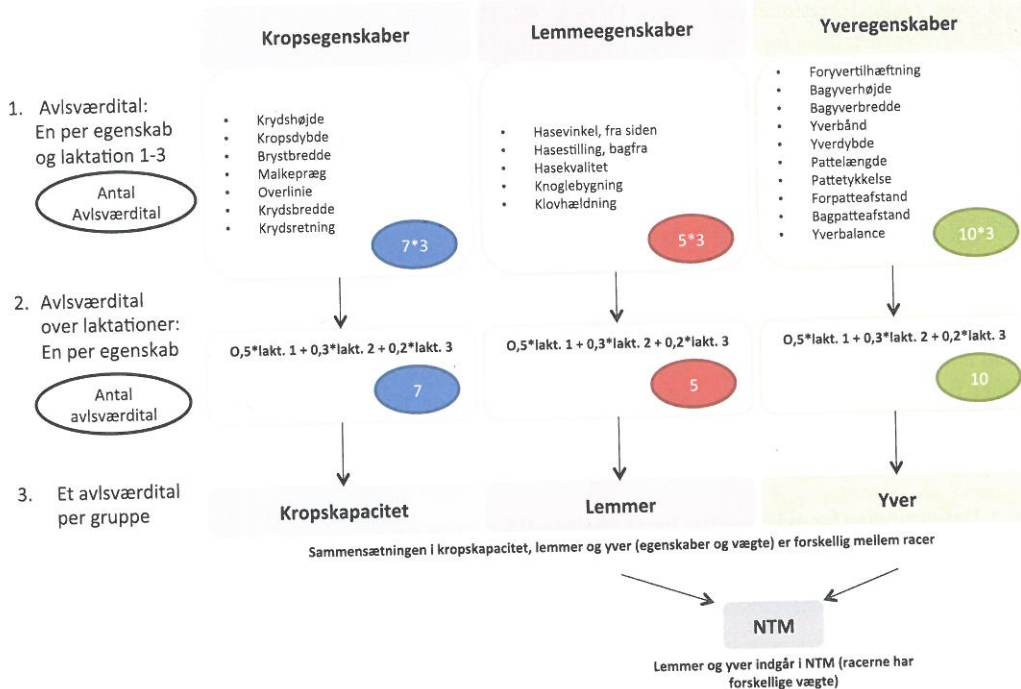 Kropsegenskaber
Lemmeegenskaber
Yveregenskaber
1. Avlsværdital:
En per egenskab
og laktation 1-3
Antal
Avlsværdital
• Krydshøjde
• Kropsdybde
• Brystbredde
• Malkepræg
• Overlinie
• Krydsbredde
• Krydsretning
7*3
• Hasevinkel, fra siden
• Hasestilling, bagfra
• Hasekvalitet
• Knoglebygning
• Klovhældning
5*3
• Foryvertilhæftning
• Bagyverhøjde
• Bagyverbredde
• Yverbånd
• Yverdybde
• Pattelængde
• Pattetykkelse
• Forpatteafstand
• Bagpatteafstand
• Yverbalance
10*3
2. Avlsværdital
over laktationer:
En per egenskab
Antal
avlsværdital
0,5*lakt. 1 + 0,3*lakt. 2 + 0,2*lakt. 3
7
0,5*lakt. 1 + 0,3*lakt. 2 + 0,2*lakt. 3
5
0,5*lakt. 1 + 0,3*lakt. 2 + 0,2*lakt. 3
10
3. Et avlsværdital
per gruppe
Kropskapacitet
Lemmer
Yver
Sammensætningen i kropskapacitet, lemmer og yver (egenskaber og vægte) er forskellig mellem racer
NTM
Lemmer og yver indgår i NTM (racerne har
forskellige vægte)